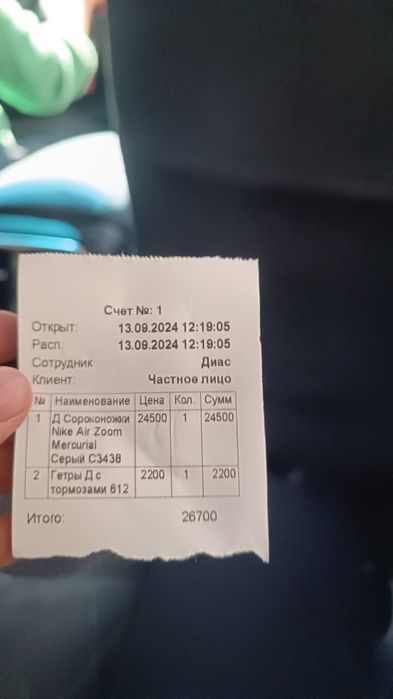 Счет №: 1
Открыт: 13.09.2024 12:19:05
Расп.: 13.09.2024 12:19:05
Сотрудник Диас
Клиент: Частное лицо
№ Наименование Цена Кол. Сумм
1 Д Сороконожки 24500 1 24500
Nike Air Zoom
Mercurial
Серый С3438
2 Гетры Д с 2200 1 2200
тормозами 612
Итого: 26700